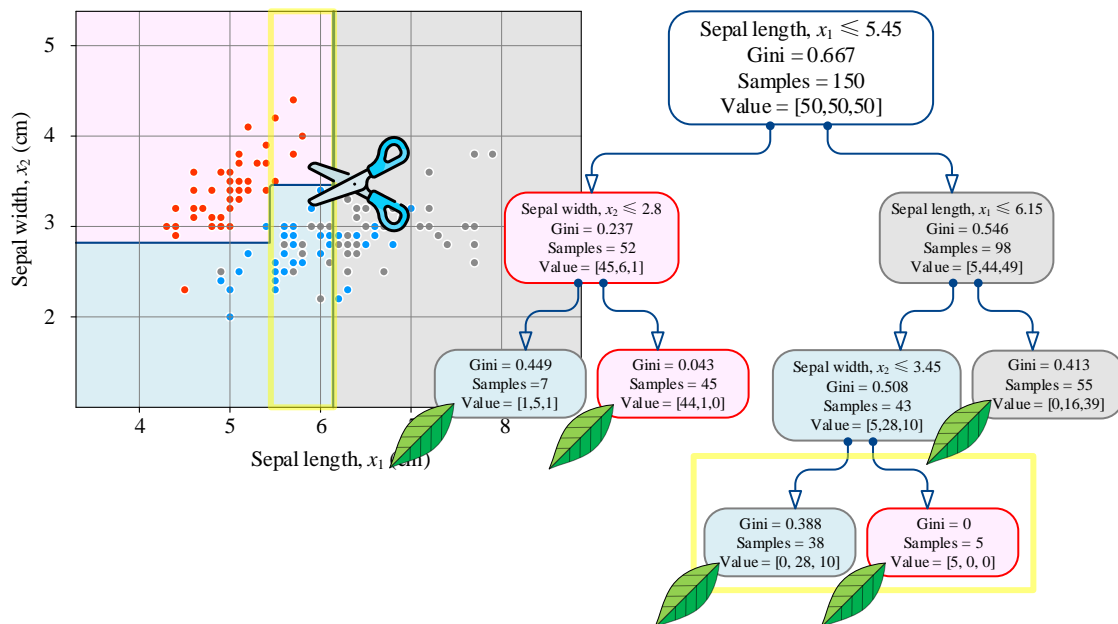 5
4
3
2
4
5
6
7
8
Sepal width, x2 (cm)
Sepal length, x1 (cm)
Sepal length, x1 ⩽ 5.45
Gini = 0.667
Samples = 150
Value = [50,50,50]
Sepal width, x2 ⩽ 2.8
Gini = 0.237
Samples = 52
Value = [45,6,1]
Sepal length, x1 ⩽ 6.15
Gini = 0.546
Samples = 98
Value = [5,44,49]
Gini = 0.449
Samples =7
Value = [1,5,1]
Gini = 0.043
Samples = 45
Value = [44,1,0]
Sepal width, x2 ⩽ 3.45
Gini = 0.508
Samples = 43
Value = [5,28,10]
Gini = 0.413
Samples = 55
Value = [0,16,39]
Gini = 0.388
Samples = 38
Value = [0, 28, 10]
Gini = 0
Samples = 5
Value = [5, 0, 0]